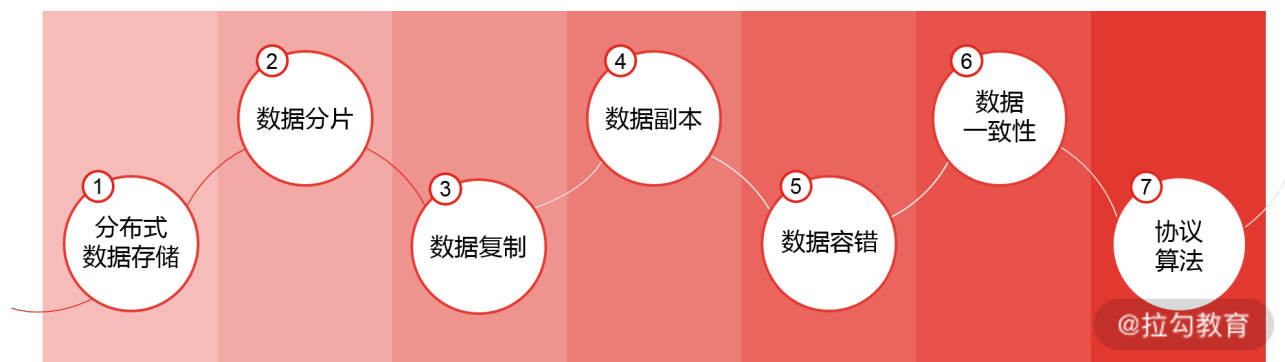 1
分布式
数据存储
2
数据分片
3
数据复制
4
数据副本
5
数据容错
6
数据
一致性
7
协议
算法
@拉勾教育